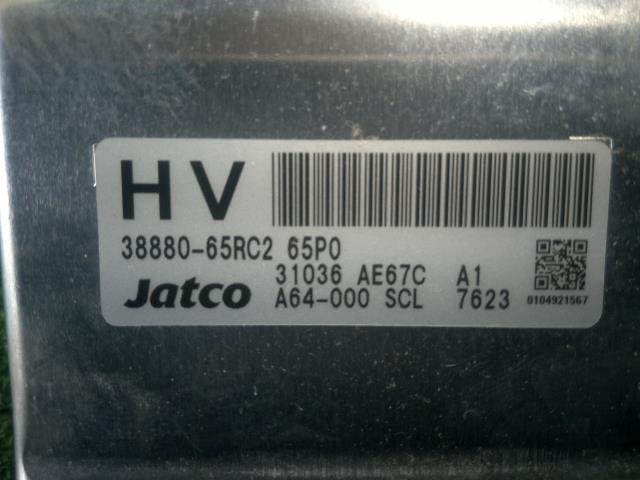 HV
38880-65RC2 65P0
31036 AE67C A1
Jatco A64-000 SCL 7623
0104921567